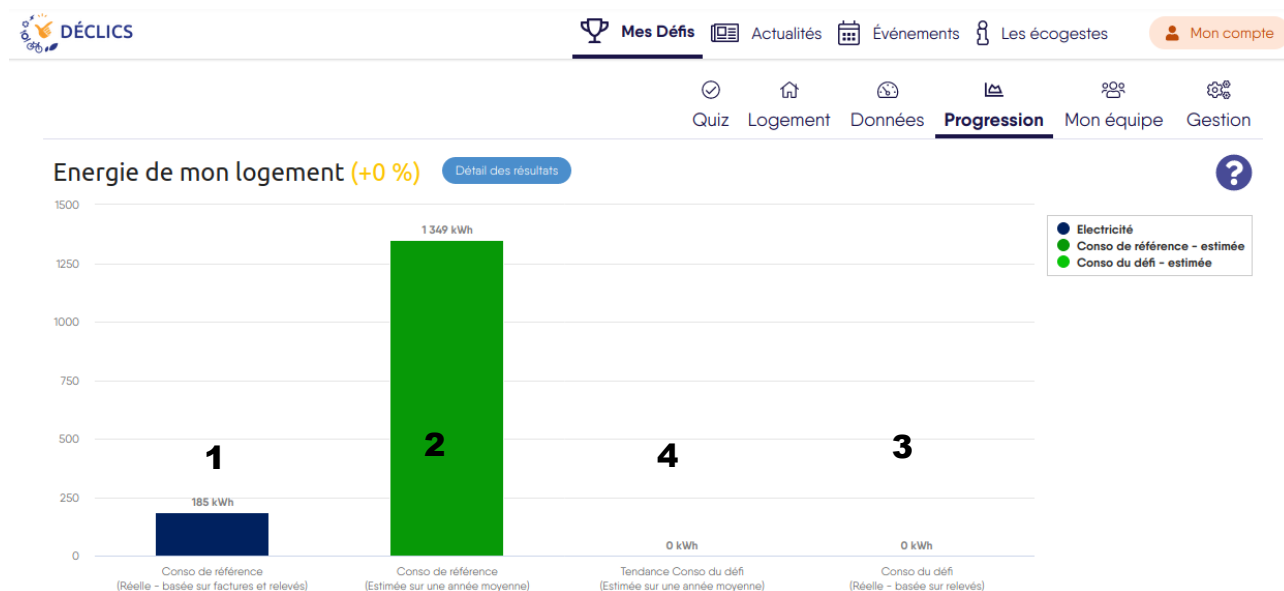 DÉCLICS
Mes Défis
Actualités
Événements
Les écogestes
Mon compte
Quiz
Logement
Données
Progression
Mon équipe
Gestion
Energie de mon logement (+0 %)
Détail des résultats
?
1500
1250
1000
750
500
250
0
1 349 kWh
185 kWh
0 kWh
0 kWh
1
2
4
3
Electricité
Conso de référence - estimée
Conso du défi - estimée
Conso de référence
(Réelle - basée sur factures et relevés)
Conso de référence
(Estimée sur une année moyenne)
Tendance Conso du défi
(Estimée sur une année moyenne)
Conso du défi
(Réelle - basée sur relevés)